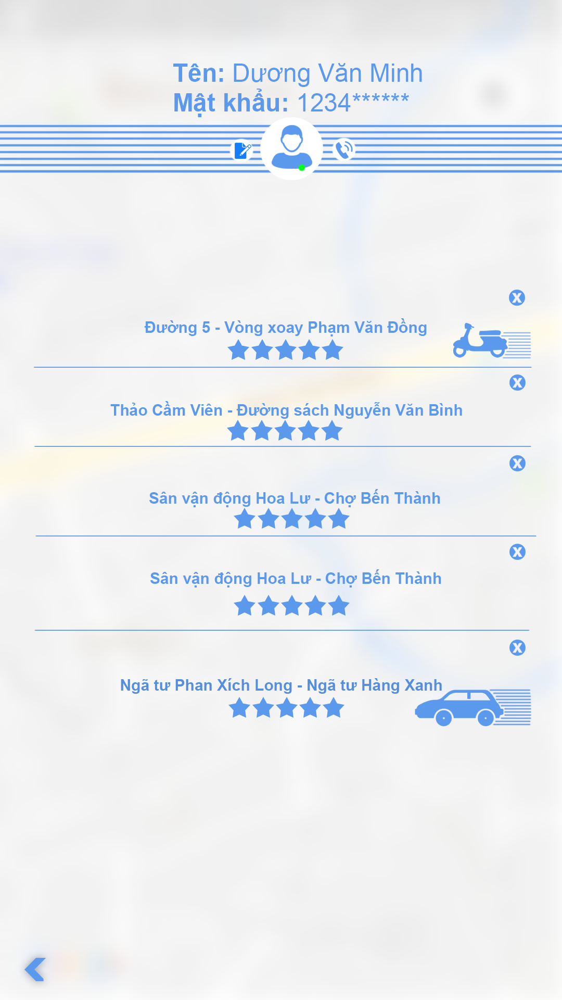 Tên: Dương Văn Minh
Mật khẩu: 1234******
X
Đường 5 - Vòng xoay Phạm Văn Đồng
X
Thảo Cầm Viên - Đường sách Nguyễn Văn Bình
X
Sân vận động Hoa Lư - Chợ Bến Thành
X
Sân vận động Hoa Lư - Chợ Bến Thành
X
Ngã tư Phan Xích Long - Ngã tư Hàng Xanh